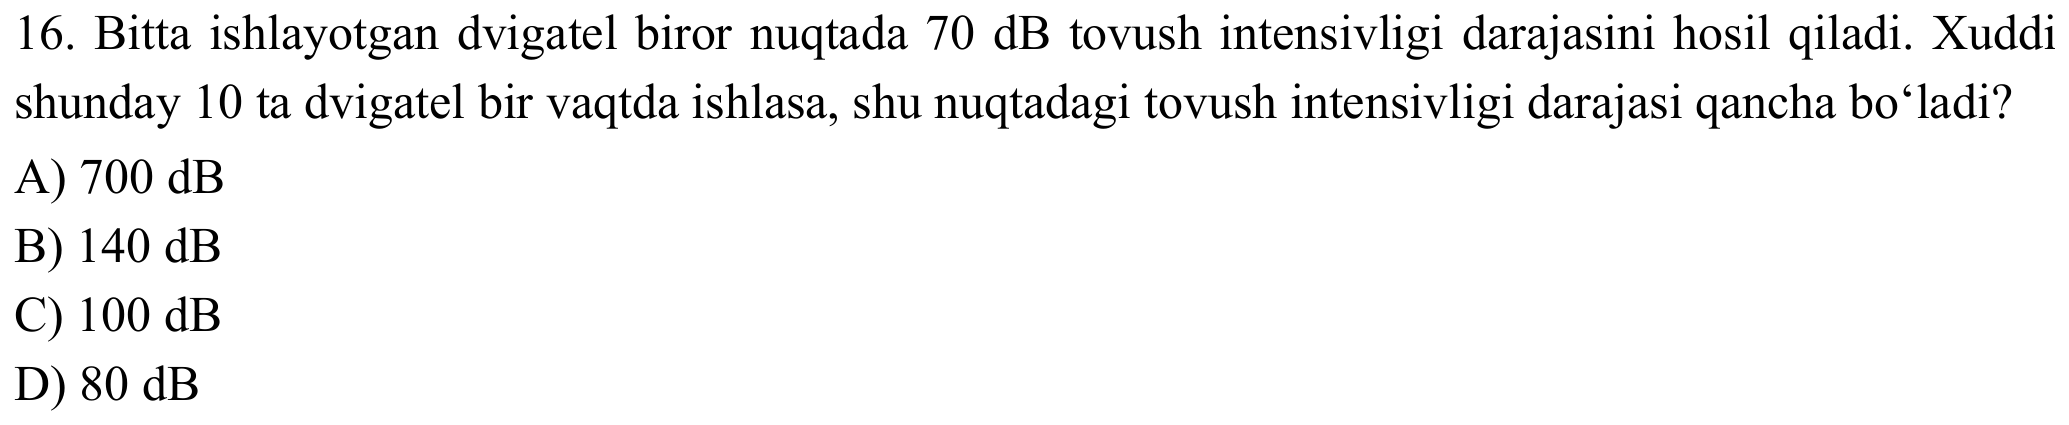 16. Bitta ishlayotgan dvigatel biror nuqtada 70 dB tovush intensivligi darajasini hosil qiladi. Xuddi
shunday 10 ta dvigatel bir vaqtda ishlasa, shu nuqtadagi tovush intensivligi darajasi qancha bo‘ladi?
A) 700 dB
B) 140 dB
C) 100 dB
D) 80 dB